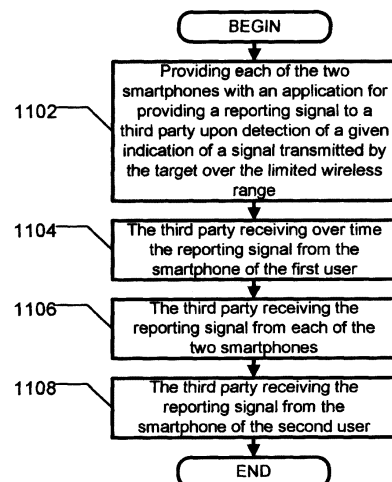 BEGIN
1102
Providing each of the two
smartphones with an application for
providing a reporting signal to a
third party upon detection of a given
indication of a signal transmitted by
the target over the limited wireless
range
1104
The third party receiving over time
the reporting signal from the
smartphone of the first user
1106
The third party receiving the
reporting signal from each of the
two smartphones
1108
The third party receiving the
reporting signal from the
smartphone of the second user
END